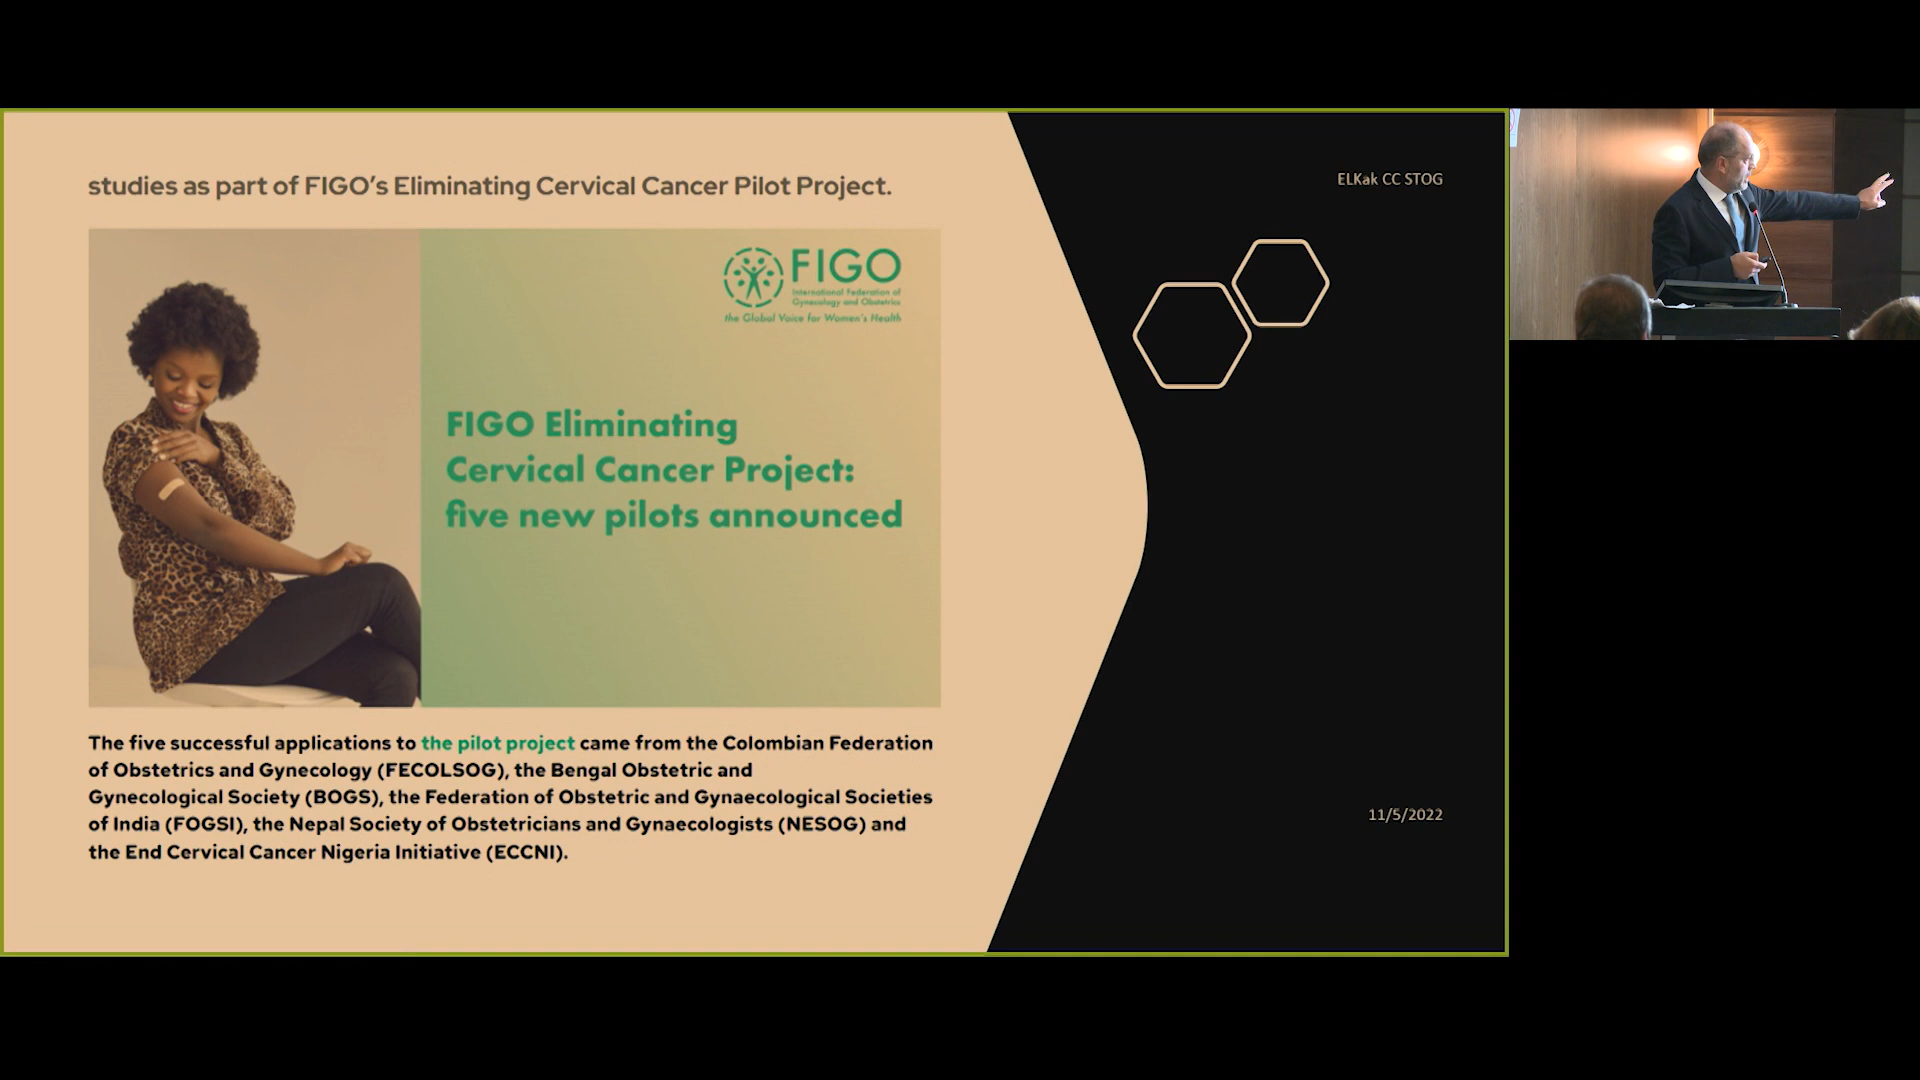 studies as part of FIGO’s Eliminating Cervical Cancer Pilot Project.
FIGO
International Federation of
Gynecology and Obstetrics
the Global Voice for Women's Health
FIGO Eliminating
Cervical Cancer Project:
five new pilots announced
The five successful applications to the pilot project came from the Colombian Federation
of Obstetrics and Gynecology (FECOLSOG), the Bengal Obstetric and
Gynecological Society (BOGS), the Federation of Obstetric and Gynaecological Societies
of India (FOGSI), the Nepal Society of Obstetricians and Gynaecologists (NESOG) and
the End Cervical Cancer Nigeria Initiative (ECCNI).
ELKak CC STOG
11/5/2022